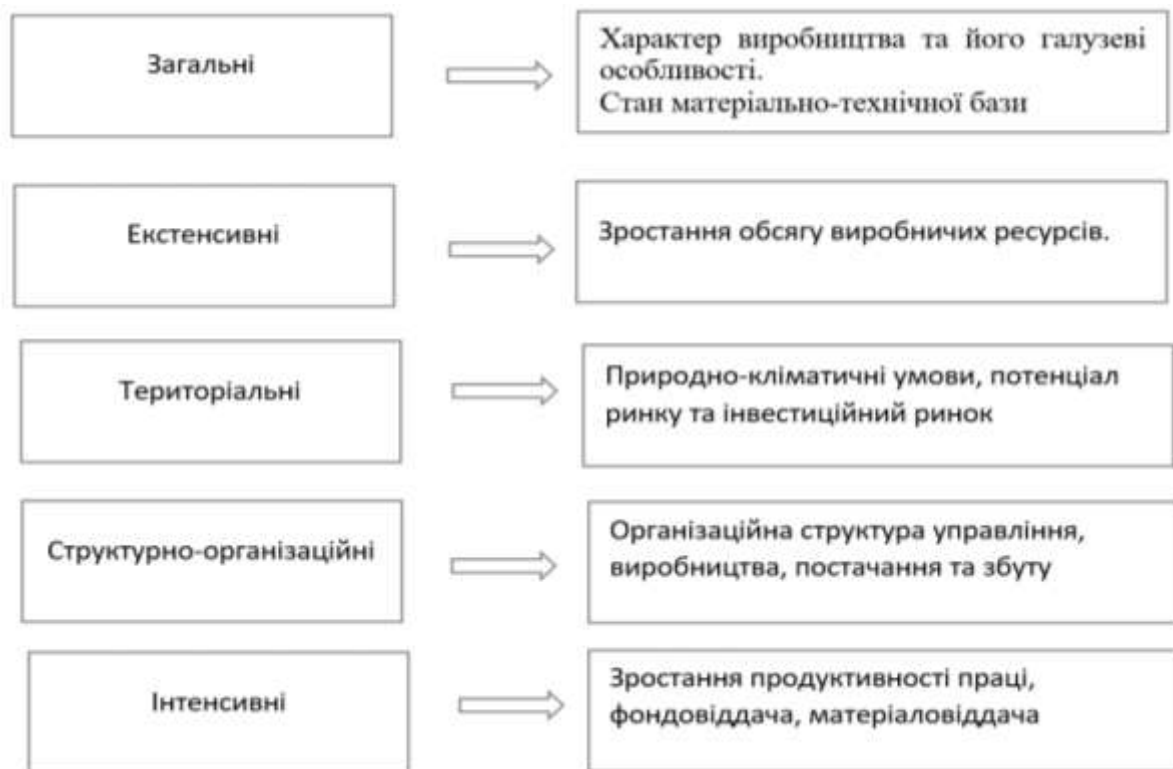 Загальні
Характер виробництва та його галузеві
особливості.
Стан матеріально-технічної бази
Екстенсивні
Зростання обсягу виробничих ресурсів.
Територіальні
Природно-кліматичні умови, потенціал
ринку та інвестиційний ринок
Структурно-організаційні
Організаційна структура управління,
виробництва, постачання та збуту
Інтенсивні
Зростання продуктивності праці,
фондовіддача, матеріаловіддача